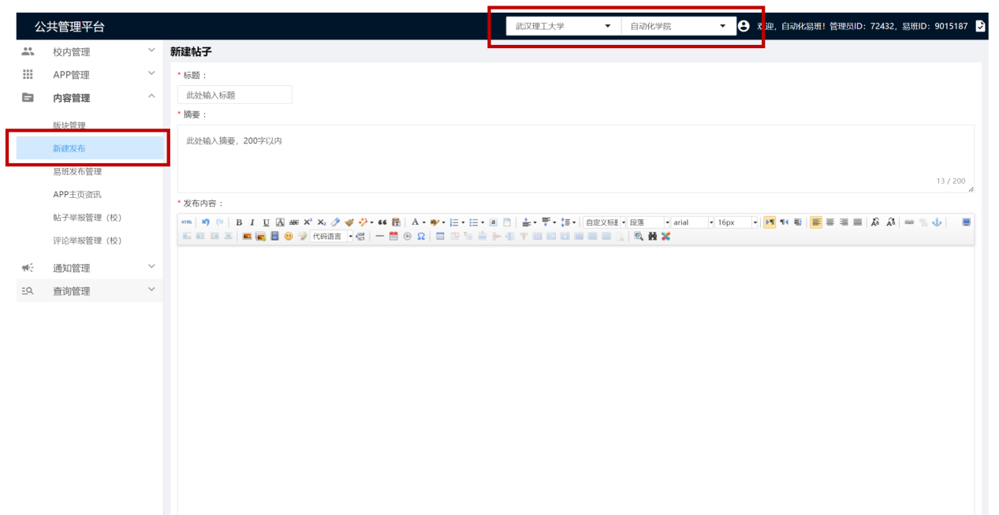 公共管理平台
武汉理工大学 自动化学院 欢迎，自动化易班！管理员ID：72432，易班ID：9015187
校内管理
APP管理
内容管理
版块管理
新建发布
易班发布管理
APP主页资讯
帖子举报管理（校）
评论举报管理（校）
通知管理
查询管理
新建帖子
* 标题 ：
此处输入标题
* 摘要 ：
此处输入摘要，200字以内
13 / 200
* 发布内容 ：
HTML B I U A ABC X² X₂ A a 自定义标题 段落 arial 16px
代码语言 Ω